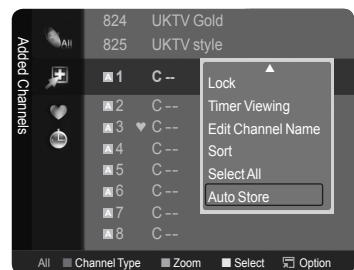 824 UKTV Gold
825 UKTV style
Added Channels
All
A 1 C --
A 2 C --
A 3 ♥ C --
A 4 C --
A 5 C --
A 6 C --
A 7 C --
A 8 C --
▲
Lock
Timer Viewing
Edit Channel Name
Sort
Select All
Auto Store
All Channel Type Zoom Select Option